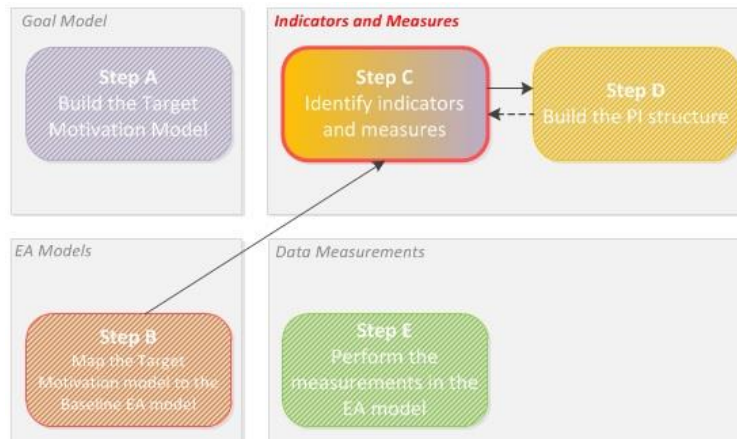 Goal Model
Step A
Build the Target
Motivation Model
Indicators and Measures
Step C
Identify indicators
and measures
Step D
Build the PI structure
EA Models
Step B
Map the Target
Motivation model to the
Baseline EA model
Data Measurements
Step E
Perform the
measurements in the
EA model